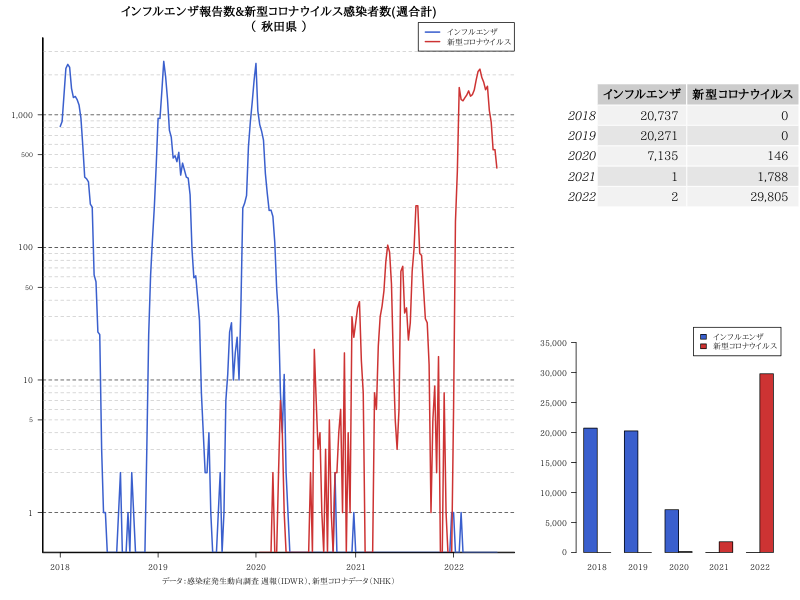 インフルエンザ報告数&新型コロナウイルス感染者数(週合計)
( 秋田県 )
インフルエンザ
新型コロナウイルス
1,000
500
100
50
10
5
1
2018 2019 2020 2021 2022
データ:感染症発生動向調査 週報(IDWR)、新型コロナデータ(NHK)
インフルエンザ 新型コロナウイルス
2018 20,737 0
2019 20,271 0
2020 7,135 146
2021 1 1,788
2022 2 29,805
インフルエンザ
新型コロナウイルス
35,000
30,000
25,000
20,000
15,000
10,000
5,000
0
2018 2019 2020 2021 2022